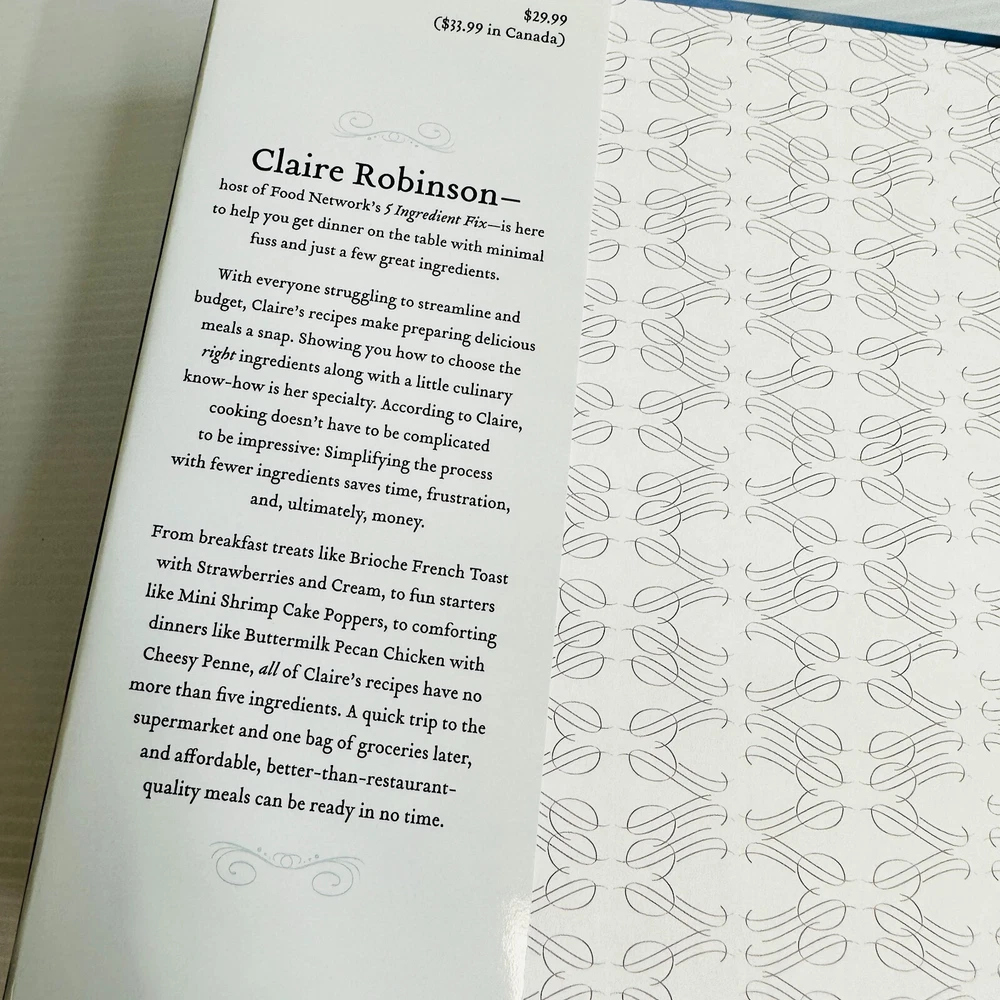 $29.99
($33.99 in Canada)
Claire Robinson—
host of Food Network's 5 Ingredient Fix—is here
to help you get dinner on the table with minimal
fuss and just a few great ingredients.
With everyone struggling to streamline and
budget, Claire's recipes make preparing delicious
meals a snap. Showing you how to choose the
right ingredients along with a little culinary
know-how is her specialty. According to Claire,
cooking doesn't have to be complicated
to be impressive: Simplifying the process
with fewer ingredients saves time, frustration,
and, ultimately, money.
From breakfast treats like Brioche French Toast
with Strawberries and Cream, to fun starters
like Mini Shrimp Cake Poppers, to comforting
dinners like Buttermilk Pecan Chicken with
Cheesy Penne, all of Claire's recipes have no
more than five ingredients. A quick trip to the
supermarket and one bag of groceries later,
and affordable, better-than-restaurant-
quality meals can be ready in no time.